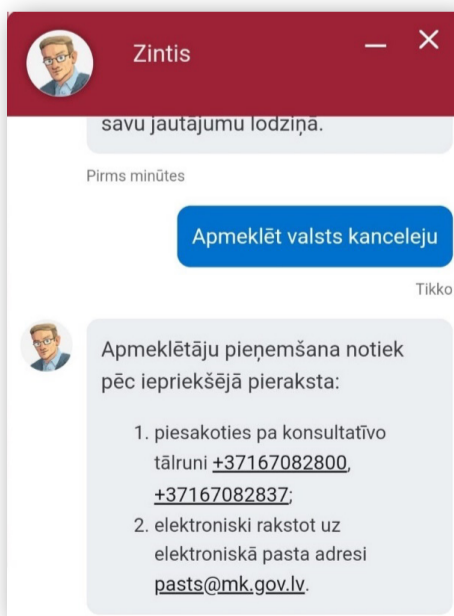 Zintis
savu jautājumu lodziņā.
Pirms minūtes
Apmeklēt valsts kanceleju
Tikko
Apmeklētāju pieņemšana notiek
pēc iepriekšējā pieraksta:
1. piesakoties pa konsultatīvo
tālruni +37167082800,
+37167082837;
2. elektroniski rakstot uz
elektroniskā pasta adresi
pasts@mk.gov.lv.